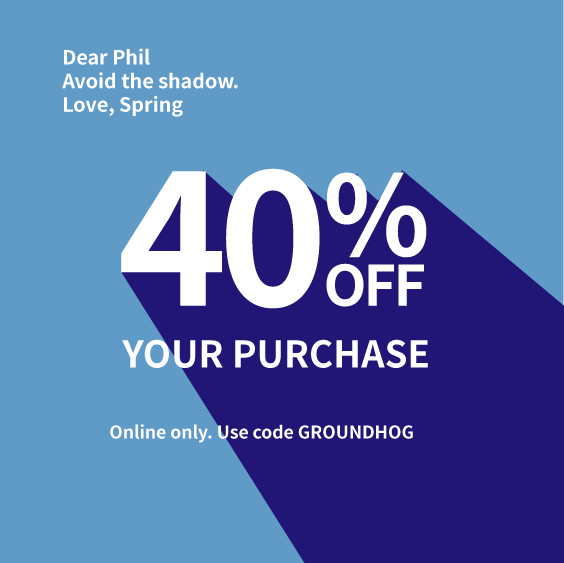 Dear Phil
Avoid the shadow.
Love, Spring
40%
OFF
YOUR PURCHASE
Online only. Use code GROUNDHOG